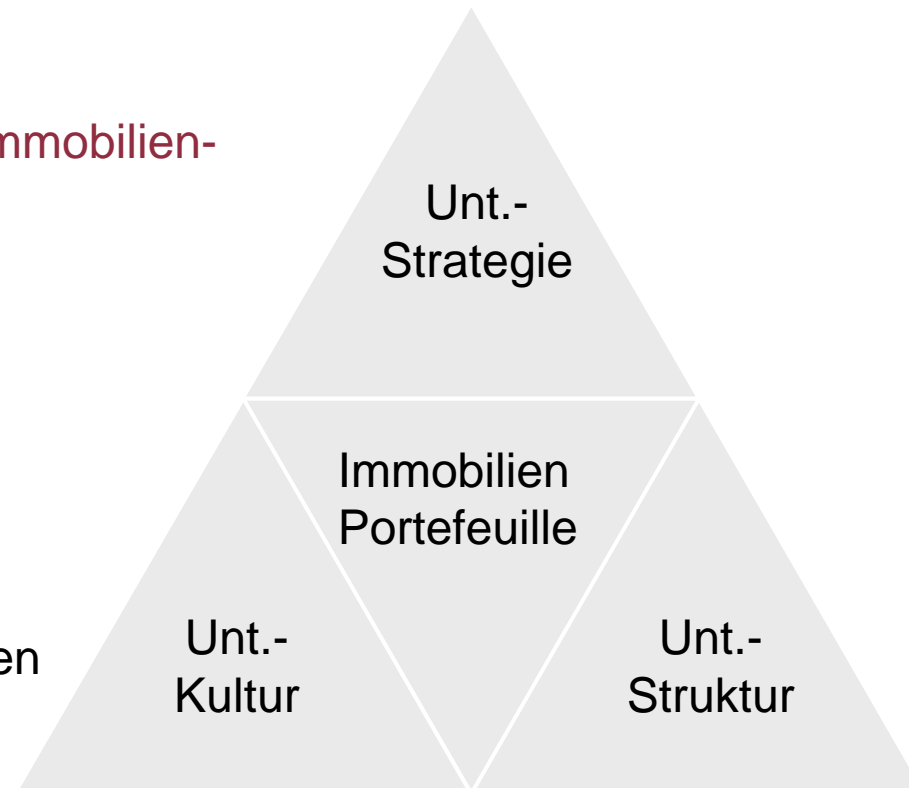 mmobilien-
Unt.-
Strategie
Immobilien
Portefeuille
en
Unt.-
Kultur
Unt.-
Struktur